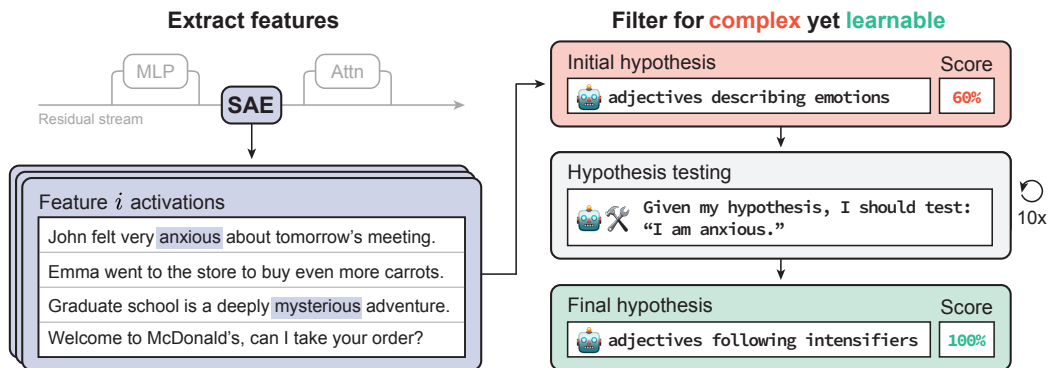 Extract features
MLP
Attn
SAE
Residual stream
Feature i activations
John felt very anxious about tomorrow's meeting.
Emma went to the store to buy even more carrots.
Graduate school is a deeply mysterious adventure.
Welcome to McDonald's, can I take your order?
Filter for complex yet learnable
Initial hypothesis
Score
adjectives describing emotions
60%
Hypothesis testing
Given my hypothesis, I should test:
“I am anxious.”
10x
Final hypothesis
Score
adjectives following intensifiers
100%